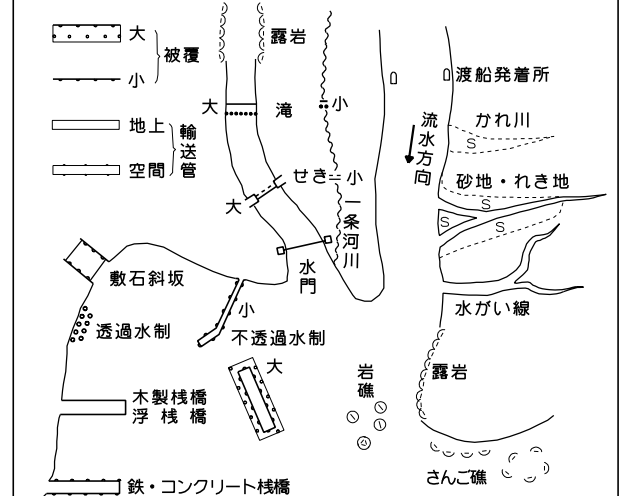 大
被覆
小
地上
輸送管
空間
露岩
大
滝
小
せき
小
大
一条河川
水門
渡船発着所
流水方向
かれ川
S
砂地・れき地
S
S
S
水がい線
敷石斜坂
透過水制
小
不透過水制
大
木製桟橋
浮桟橋
岩礁
露岩
さんご礁
鉄・コンクリート桟橋